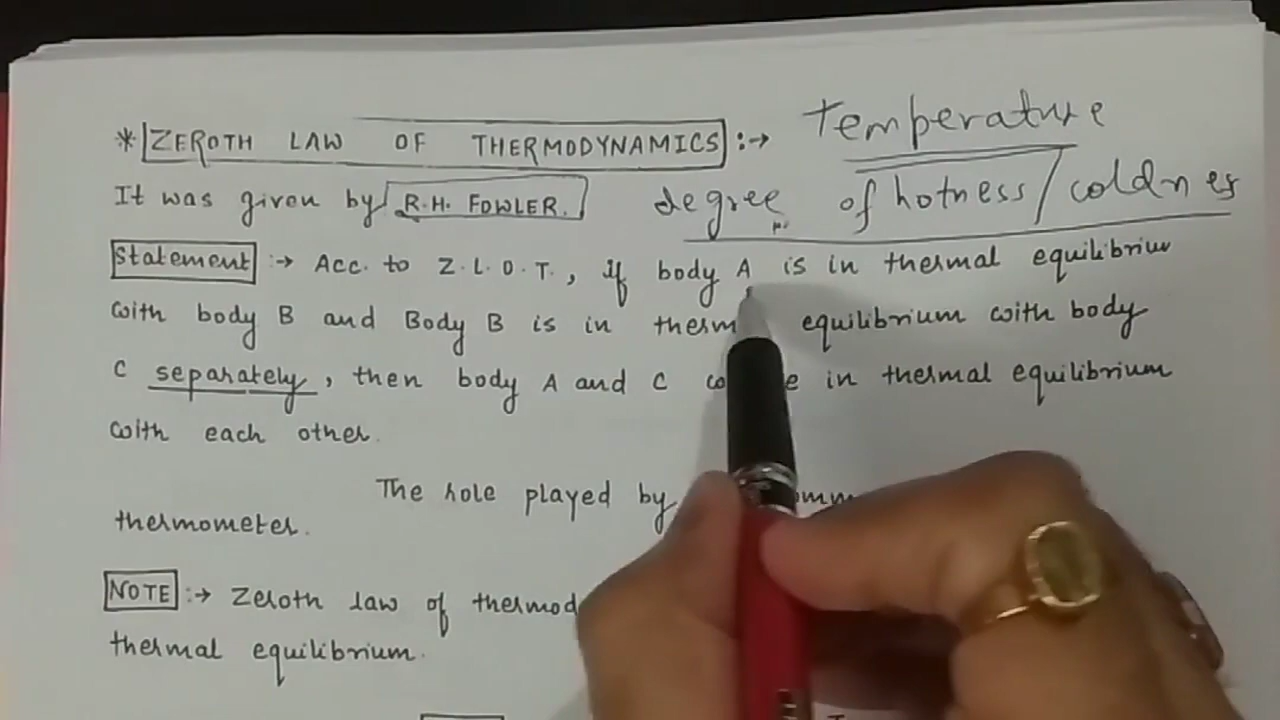 * ZEROTH LAW OF THERMODYNAMICS :→ Temperature
It was given by R.H. FOWLER. degree of hotness / coldness
Statement :→ Acc. to Z.L.O.T., if body A is in thermal equilibrium
with body B and Body B is in therm equilibrium with body
C separately, then body A and C in thermal equilibrium
with each other.
The role played by
thermometer.
NOTE :→ Zeroth law of thermod
thermal equilibrium.